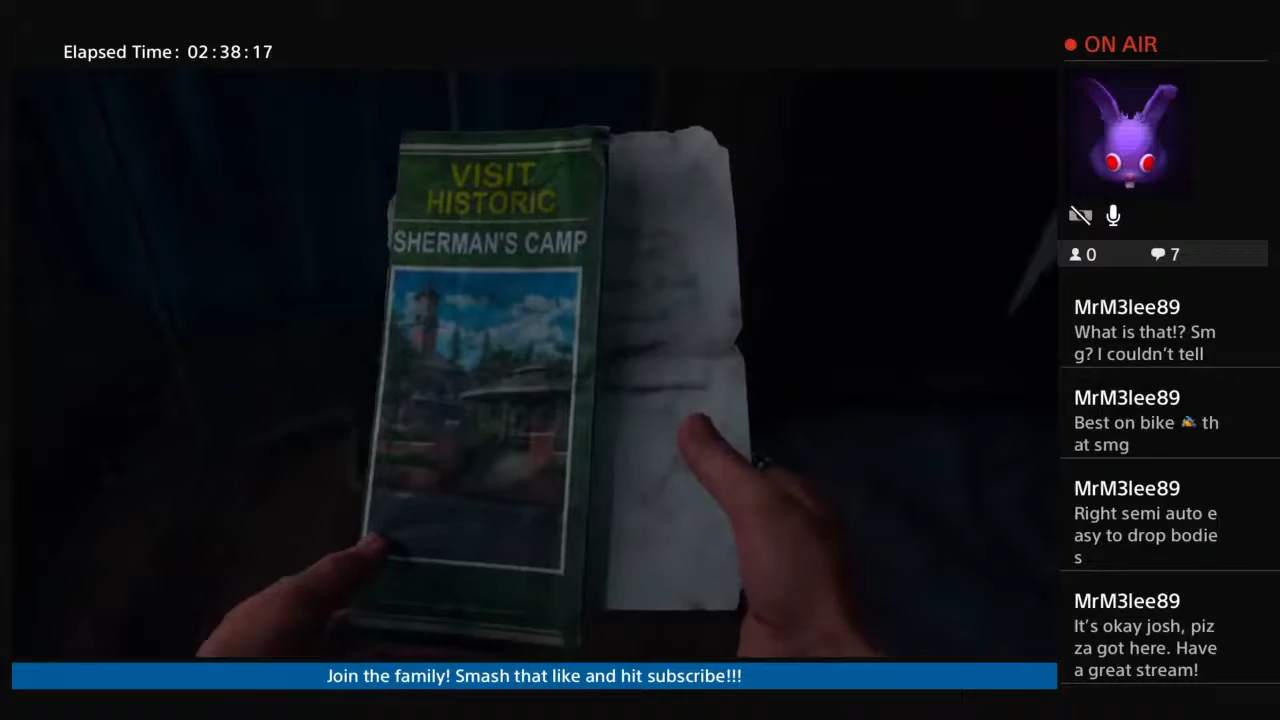 Elapsed Time: 02:38:17
ON AIR
VISIT
HISTORIC
SHERMAN'S CAMP
0
7
MrM3lee89
What is that!? Sm
g? I couldn't tell
MrM3lee89
Best on bike 🚵 th
at smg
MrM3lee89
Right semi auto e
asy to drop bodie
s
MrM3lee89
It's okay josh, piz
za got here. Have
a great stream!
Join the family! Smash that like and hit subscribe!!!